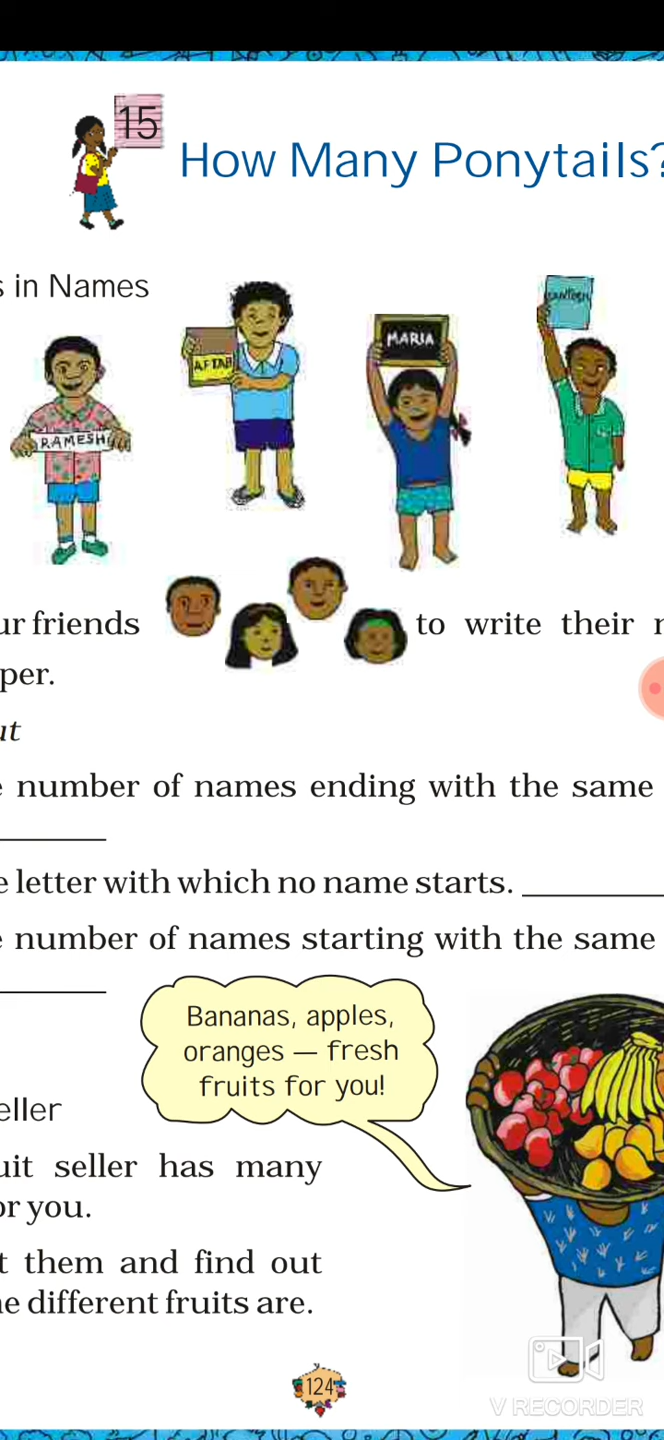 15
How Many Ponytails?
s in Names
RAMESH
AFTAB
MARIA
ur friends to write their
per.
ut
e number of names ending with the same
e letter with which no name starts.
e number of names starting with the same
Bananas, apples,
oranges — fresh
fruits for you!
eller
uit seller has many
or you.
t them and find out
e different fruits are.
124
V RECORDER